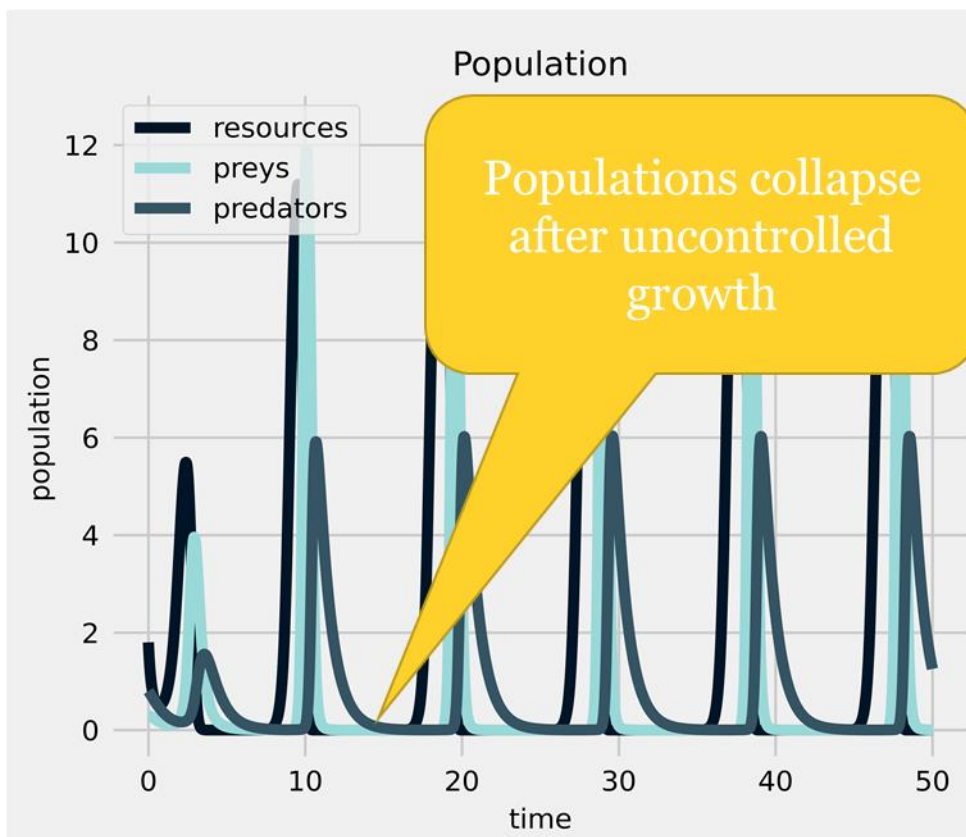 Population
resources
preys
predators
Populations collapse
after uncontrolled
growth
12
10
8
6
4
2
0
population
0 10 20 30 40 50
time